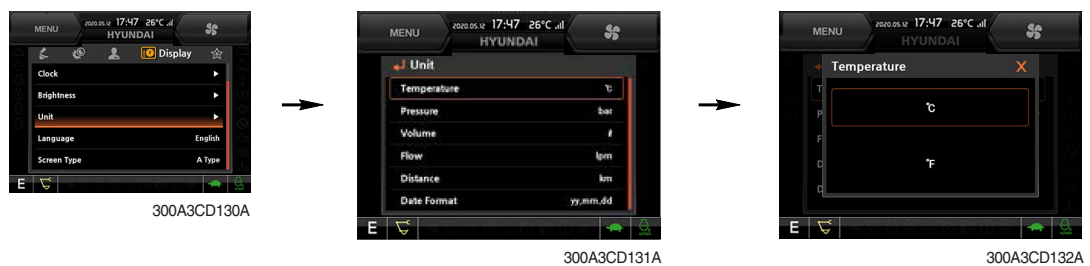 MENU 2020.05.12 17:47 26°C
HYUNDAI
Display
Clock
Brightness
Unit
Language English
Screen Type A Type
E
300A3CD130A
MENU 2020.05.12 17:47 26°C
HYUNDAI
Unit
Temperature ℃
Pressure bar
Volume ℓ
Flow lpm
Distance km
Date Format yy,mm,dd
E
300A3CD131A
MENU 2020.05.12 17:47 26°C
HYUNDAI
Temperature X
℃
℉
E
300A3CD132A